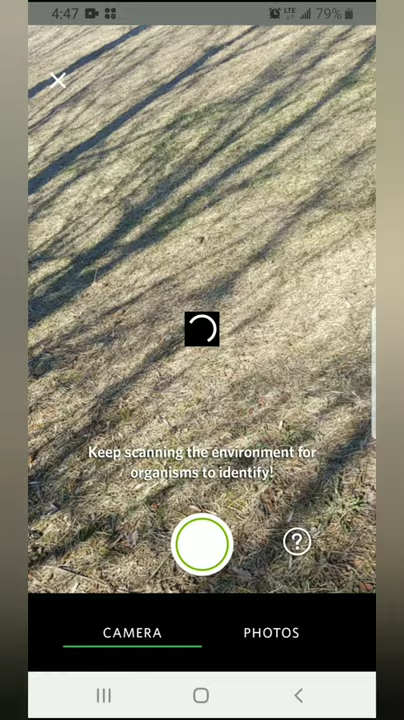 4:47 LTE 79%
Keep scanning the environment for
organisms to identify!
?
CAMERA PHOTOS